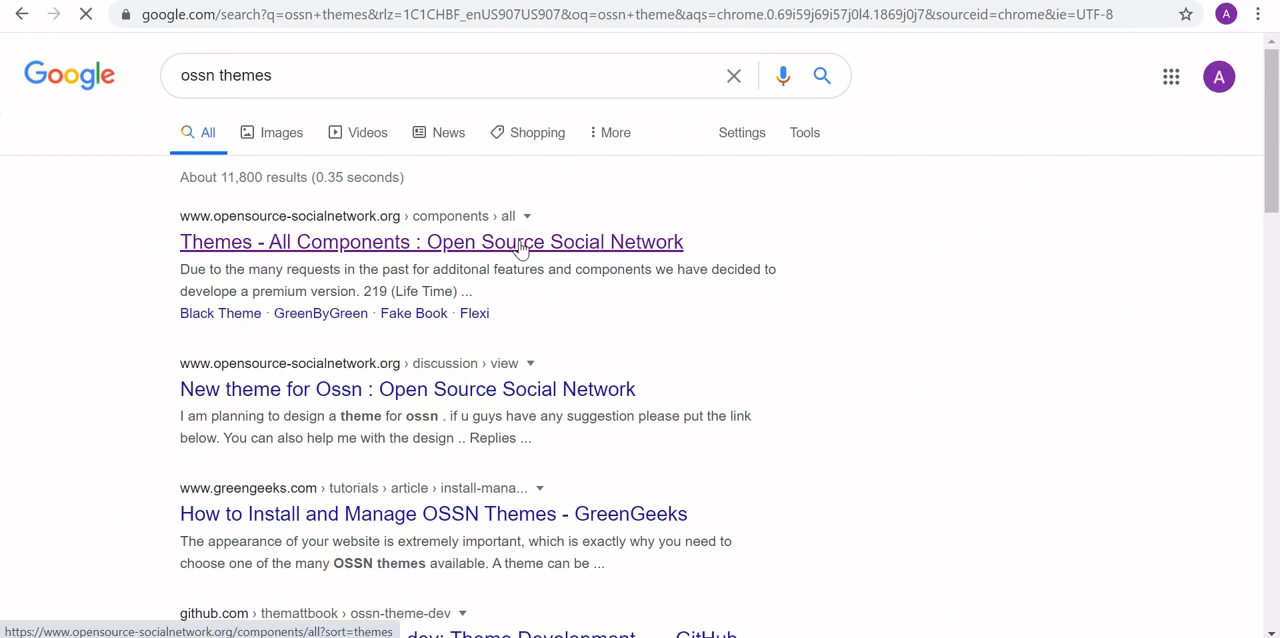 google.com/search?q=ossn+themes&rlz=1C1CHBF_enUS907US907&oq=ossn+theme&aqs=chrome.0.69i59j69i57j0l4.1869j0j7&sourceid=chrome&ie=UTF-8
A
Google
ossn themes
A
All
Images
Videos
News
Shopping
More
Settings
Tools
About 11,800 results (0.35 seconds)
www.opensource-socialnetwork.org › components › all
Themes - All Components : Open Source Social Network
Due to the many requests in the past for additonal features and components we have decided to
develope a premium version. 219 (Life Time) ...
Black Theme · GreenByGreen · Fake Book · Flexi
www.opensource-socialnetwork.org › discussion › view
New theme for Ossn : Open Source Social Network
I am planning to design a theme for ossn . if u guys have any suggestion please put the link
below. You can also help me with the design .. Replies ...
www.greengeeks.com › tutorials › article › install-mana...
How to Install and Manage OSSN Themes - GreenGeeks
The appearance of your website is extremely important, which is exactly why you need to
choose one of the many OSSN themes available. A theme can be ...
github.com › themattbook › ossn-theme-dev
dev: Theme Development
GitHub
https://www.opensource-socialnetwork.org/components/all?sort=themes